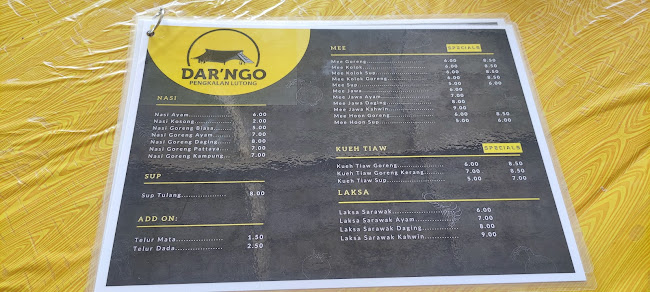 DAR'NGO
PENGKALAN LUTONG
NASI
Nasi Ayam 6.00
Nasi Kosong 2.00
Nasi Goreng Biasa 5.00
Nasi Goreng Ayam 7.00
Nasi Goreng Daging 8.00
Nasi Goreng Pattaya 7.00
Nasi Goreng Kampung 7.00
SUP
Sup Tulang 8.00
ADD ON:
Telur Mata 1.50
Telur Dada 2.50
MEE SPECIALS
Mee Goreng 6.00 8.50
Mee Kolok 8.50
Mee Kolok Sup 8.50
Mee Kolok Goreng 6.00 8.50
Mee Sup 5.00 6.00
Mee Jawa 6.00
Mee Jawa Ayam 7.00
Mee Jawa Daging 8.00
Mee Jawa Kahwin 9.00
Mee Hoon Goreng 6.00 8.50
Mee Hoon Sup 5.00 6.00
KUEH TIAW SPECIALS
Kueh Tiaw Goreng 6.00 8.50
Kueh Tiaw Goreng Kerang 7.00 8.50
Kueh Tiaw Sup 5.00 7.00
LAKSA
Laksa Sarawak 6.00
Laksa Sarawak Ayam 7.00
Laksa Sarawak Daging 8.00
Laksa Sarawak Kahwin 9.00